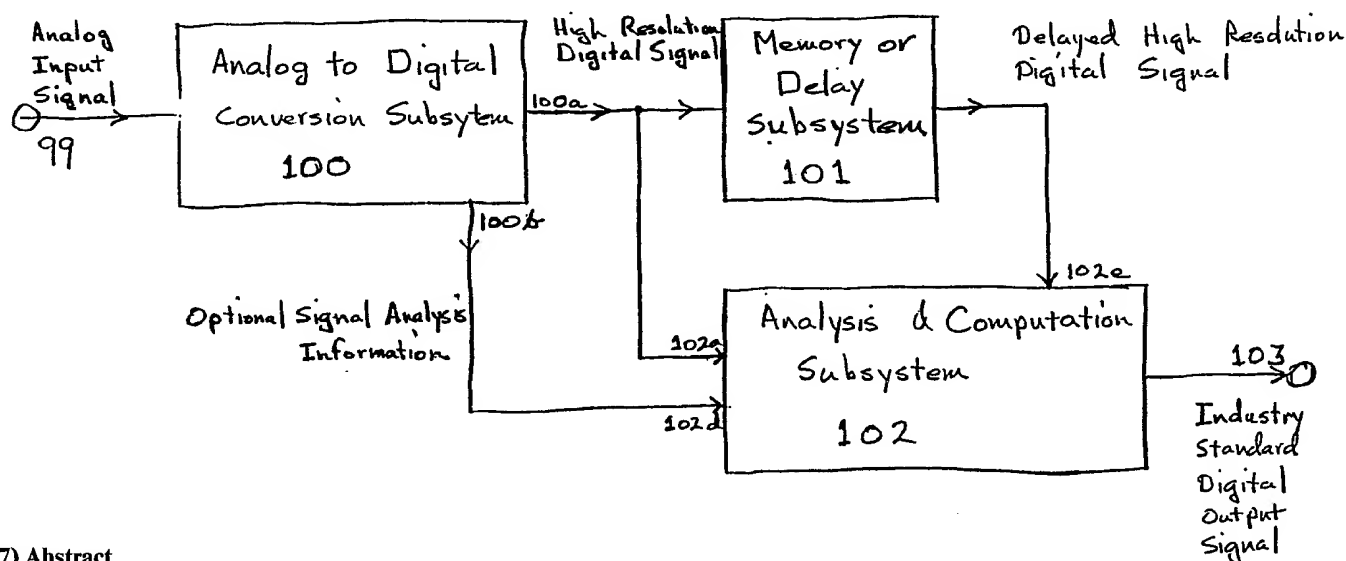 Analog
Input
Signal
99
Analog to Digital
Conversion Subsytem
100
100a
100b
High Resolution
Digital Signal
Memory or
Delay
Subsystem
101
Delayed High Resolution
Digital Signal
Optional Signal Analysis
Information
102a
102d
102e
Analysis & Computation
Subsystem
102
103
Industry
Standard
Digital
Output
Signal
7) Abstract